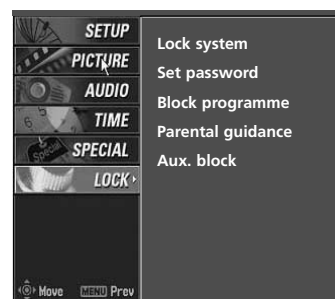 SETUP
PICTURE
AUDIO
TIME
SPECIAL
LOCK
Move MENU Prev
Lock system
Set password
Block programme
Parental guidance
Aux. block